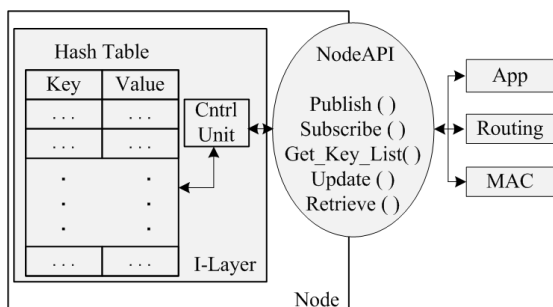 Hash Table
Key Value
. . . . . .
. . . . . .
. .
. .
. .
. . . . . .
Cntrl
Unit
I-Layer
NodeAPI
Publish ( )
Subscribe ( )
Get_Key_List( )
Update ( )
Retrieve ( )
App
Routing
MAC
Node